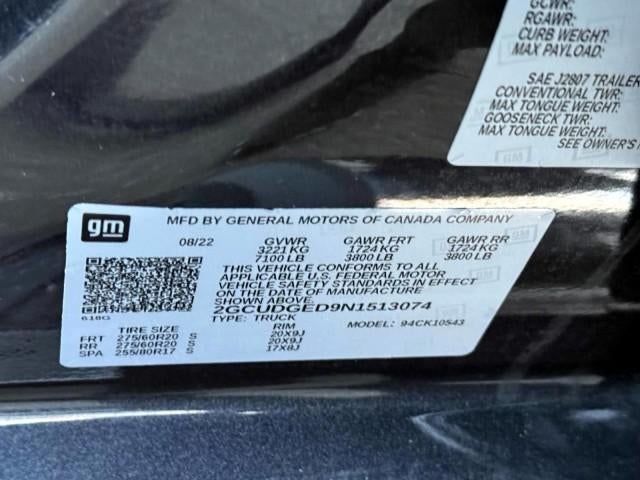 GCWR:
RGAWR:
CURB WEIGHT:
MAX PAYLOAD:
SAE J2807 TRAILER
CONVENTIONAL TWR:
MAX TONGUE WEIGHT:
GOOSENECK TWR:
MAX TONGUE WEIGHT:
SEE OWNER'S
gm
MFD BY GENERAL MOTORS OF CANADA COMPANY
08/22 GVWR GAWR FRT GAWR RR
3221 KG 1724 KG 1724 KG
7100 LB 3800 LB 3800 LB
THIS VEHICLE CONFORMS TO ALL
APPLICABLE U.S. FEDERAL MOTOR
VEHICLE SAFETY STANDARDS IN EFFECT
ON THE DATE OF MANUFACTURE
SHOWN ABOVE.
2GCUDGED9N1513074
618G TYPE: TRUCK MODEL: 94CK10543
TIRE SIZE RIM
FRT 275/60R20 S 20X9J
RR 275/60R20 S 20X9J
SPA 255/80R17 S 17X8J